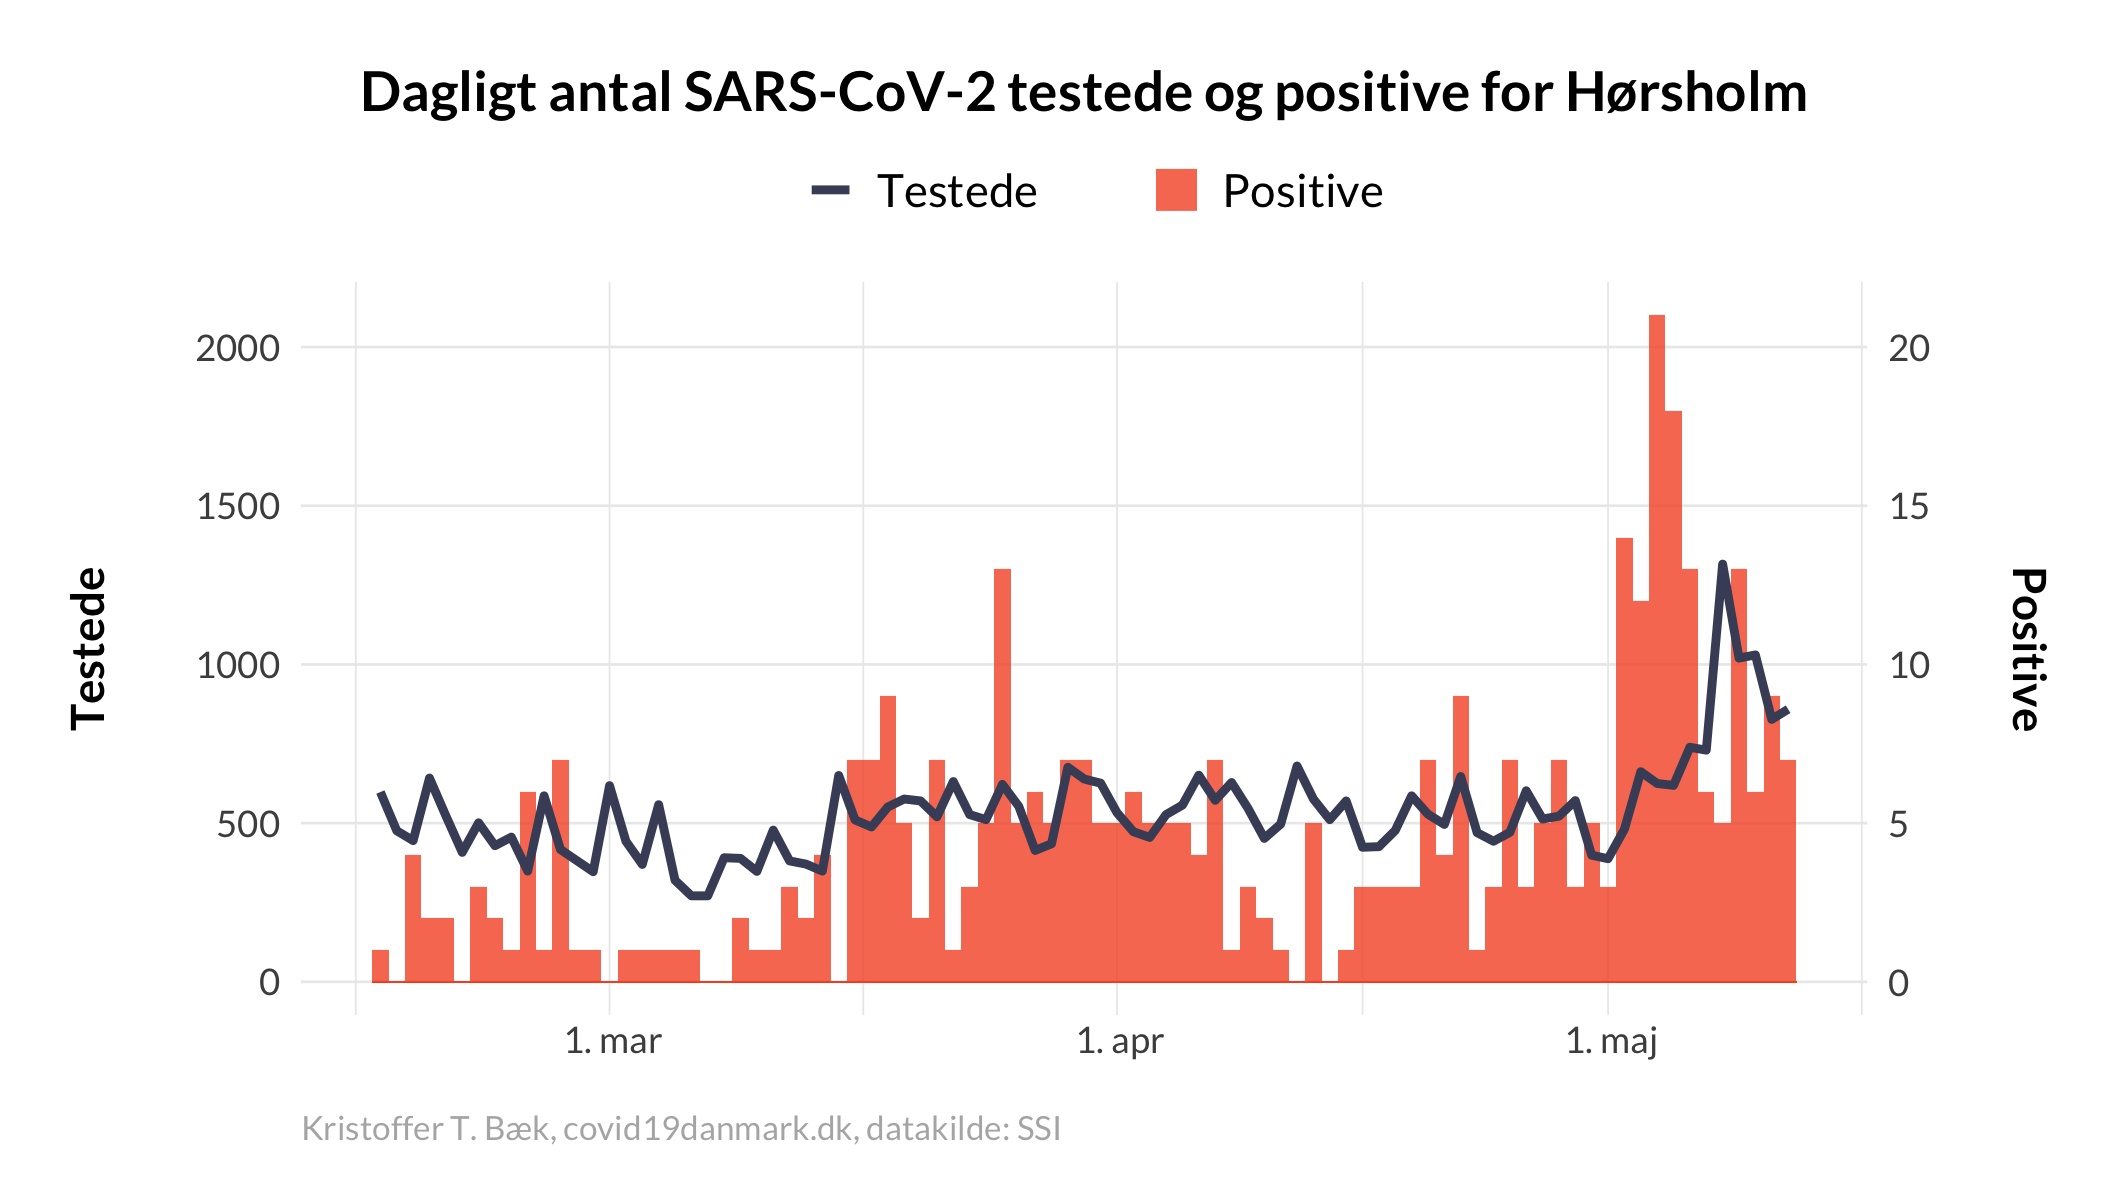 Dagligt antal SARS-CoV-2 testede og positive for Hørsholm
Testede
Positive
2000
1500
1000
500
0
Testede
20
15
10
5
0
Positive
1. mar
1. apr
1. maj
Kristoffer T. Bæk, covid19danmark.dk, datakilde: SSI